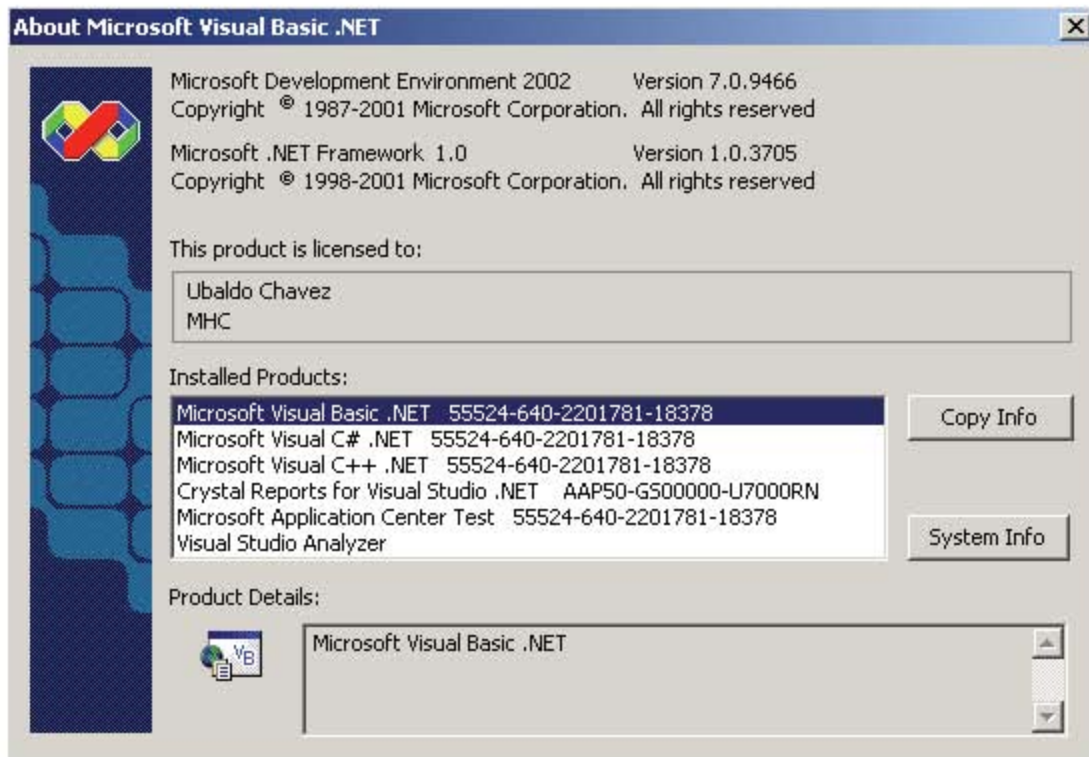 About Microsoft Visual Basic .NET
Microsoft Development Environment 2002 Version 7.0.9466
Copyright © 1987-2001 Microsoft Corporation. All rights reserved
Microsoft .NET Framework 1.0 Version 1.0.3705
Copyright © 1998-2001 Microsoft Corporation. All rights reserved
This product is licensed to:
Ubaldo Chavez
MHC
Installed Products:
Microsoft Visual Basic .NET 55524-640-2201781-18378
Microsoft Visual C# .NET 55524-640-2201781-18378
Microsoft Visual C++ .NET 55524-640-2201781-18378
Crystal Reports for Visual Studio .NET AAP50-GS00000-U7000RN
Microsoft Application Center Test 55524-640-2201781-18378
Visual Studio Analyzer
Copy Info
System Info
Product Details:
VB
Microsoft Visual Basic .NET